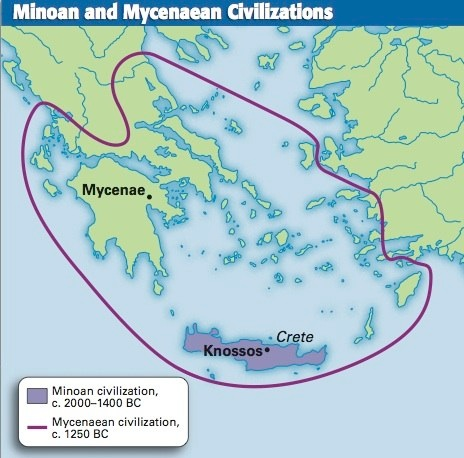 Minoan and Mycenaean Civilizations
Mycenae
Crete
Knossos
Minoan civilization,
c. 2000–1400 BC
Mycenaean civilization,
c. 1250 BC